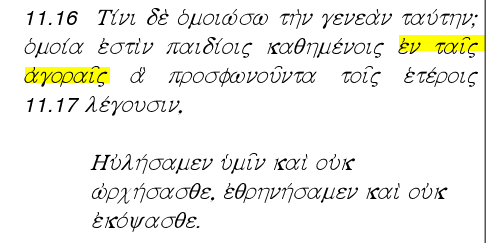 11.16 Τίνι δὲ ὁμοιώσω τὴν γενεὰν ταύτην;
ὁμοία ἐστὶν παιδίοις καθημένοις ἐν ταῖς
ἀγοραῖς ἃ προσφωνοῦντα τοῖς ἑτέροις
11.17 λέγουσιν.
Ηὐλήσαμεν ὑμῖν καὶ οὐκ
ὠρχήσασθε. ἐθρηνήσαμεν καὶ οὐκ
ἐκόψασθε.